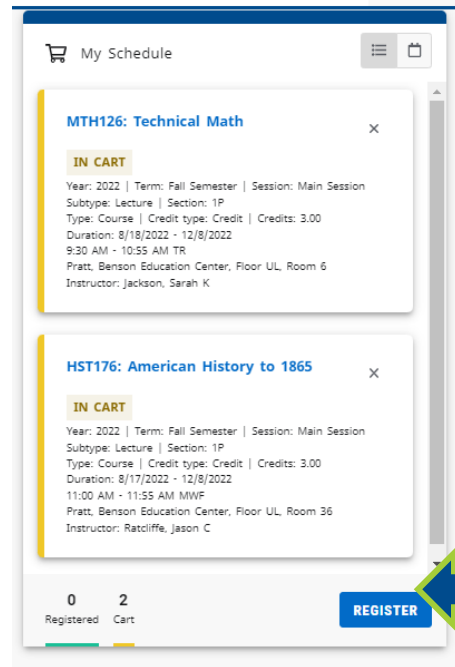 My Schedule
MTH126: Technical Math
IN CART
Year: 2022 | Term: Fall Semester | Session: Main Session
Subtype: Lecture | Section: 1P
Type: Course | Credit type: Credit | Credits: 3.00
Duration: 8/18/2022 - 12/8/2022
9:30 AM - 10:55 AM TR
Pratt, Benson Education Center, Floor UL, Room 6
Instructor: Jackson, Sarah K
HST176: American History to 1865
IN CART
Year: 2022 | Term: Fall Semester | Session: Main Session
Subtype: Lecture | Section: 1P
Type: Course | Credit type: Credit | Credits: 3.00
Duration: 8/17/2022 - 12/8/2022
11:00 AM - 11:55 AM MWF
Pratt, Benson Education Center, Floor UL, Room 36
Instructor: Ratcliffe, Jason C
0 2
Registered Cart
REGISTER